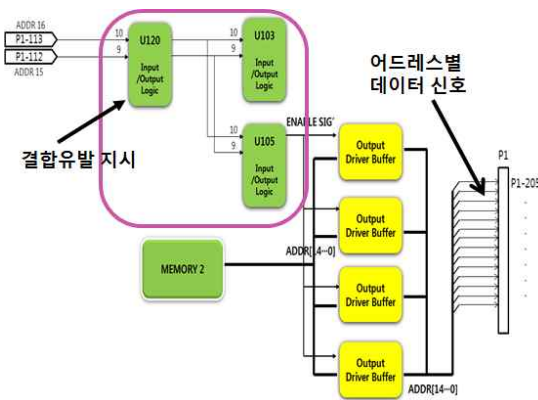 ADDR 16
P1-113
P1-112
ADDR 15
10
9
U120
Input
/Output
Logic
10
9
U103
Input
/Output
Logic
10
9
U105
Input
/Output
Logic
결합유발 지시
어드레스별
데이터 신호
ENABLE SIG'
Output
Driver Buffer
Output
Driver Buffer
ADDR[14--0]
Output
Driver Buffer
Output
Driver Buffer
MEMORY 2
P1
P1-205
ADDR[14--0]